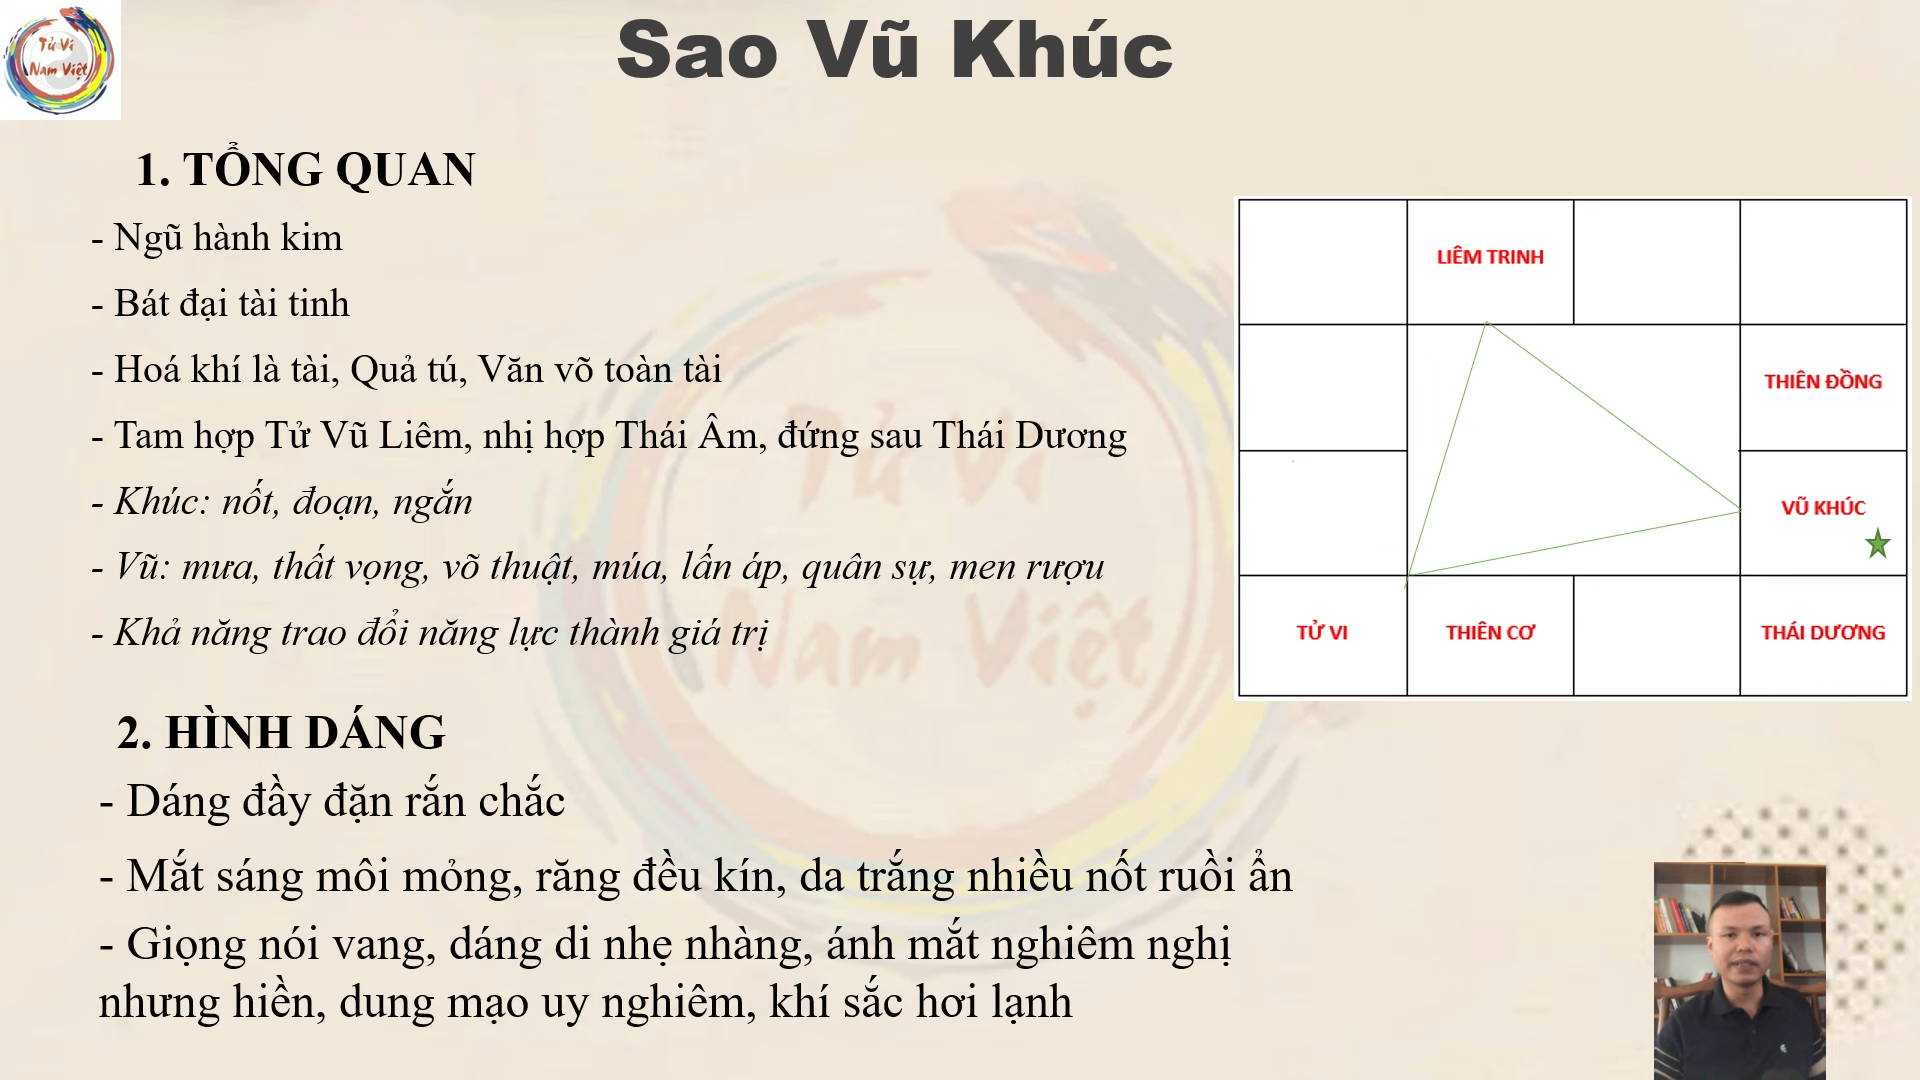 Tử Vi
Nam Việt
Sao Vũ Khúc
1. TỔNG QUAN
- Ngũ hành kim
- Bát đại tài tinh
- Hoá khí là tài, Quả tú, Văn võ toàn tài
- Tam hợp Tử Vũ Liêm, nhị hợp Thái Âm, đứng sau Thái Dương
- Khúc: nốt, đoạn, ngắn
- Vũ: mưa, thất vọng, võ thuật, múa, lấn áp, quân sự, men rượu
- Khả năng trao đổi năng lực thành giá trị
LIÊM TRINH
THIÊN ĐỒNG
VŨ KHÚC
TỬ VI
THIÊN CƠ
THÁI DƯƠNG
Tử Vi
Nam Việt
2. HÌNH DÁNG
- Dáng đầy đặn rắn chắc
- Mắt sáng môi mỏng, răng đều kín, da trắng nhiều nốt ruồi ẩn
- Giọng nói vang, dáng di nhẹ nhàng, ánh mắt nghiêm nghị
nhưng hiền, dung mạo uy nghiêm, khí sắc hơi lạnh